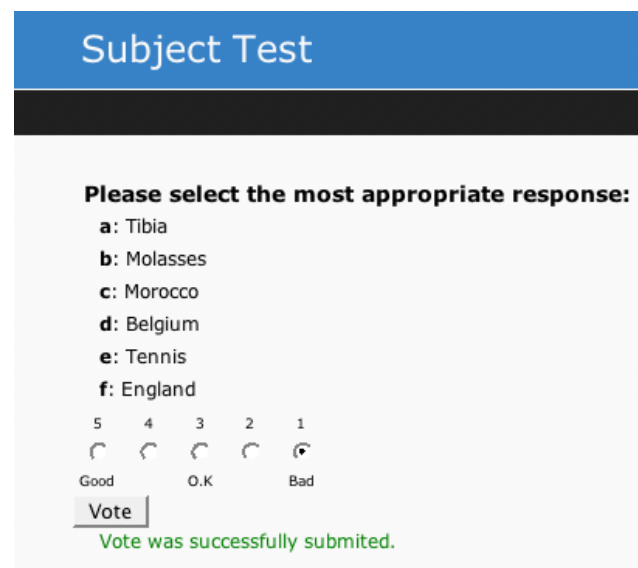 Subject Test
Please select the most appropriate response:
a: Tibia
b: Molasses
c: Morocco
d: Belgium
e: Tennis
f: England
5 4 3 2 1
Good O.K Bad
Vote
Vote was successfully submited.